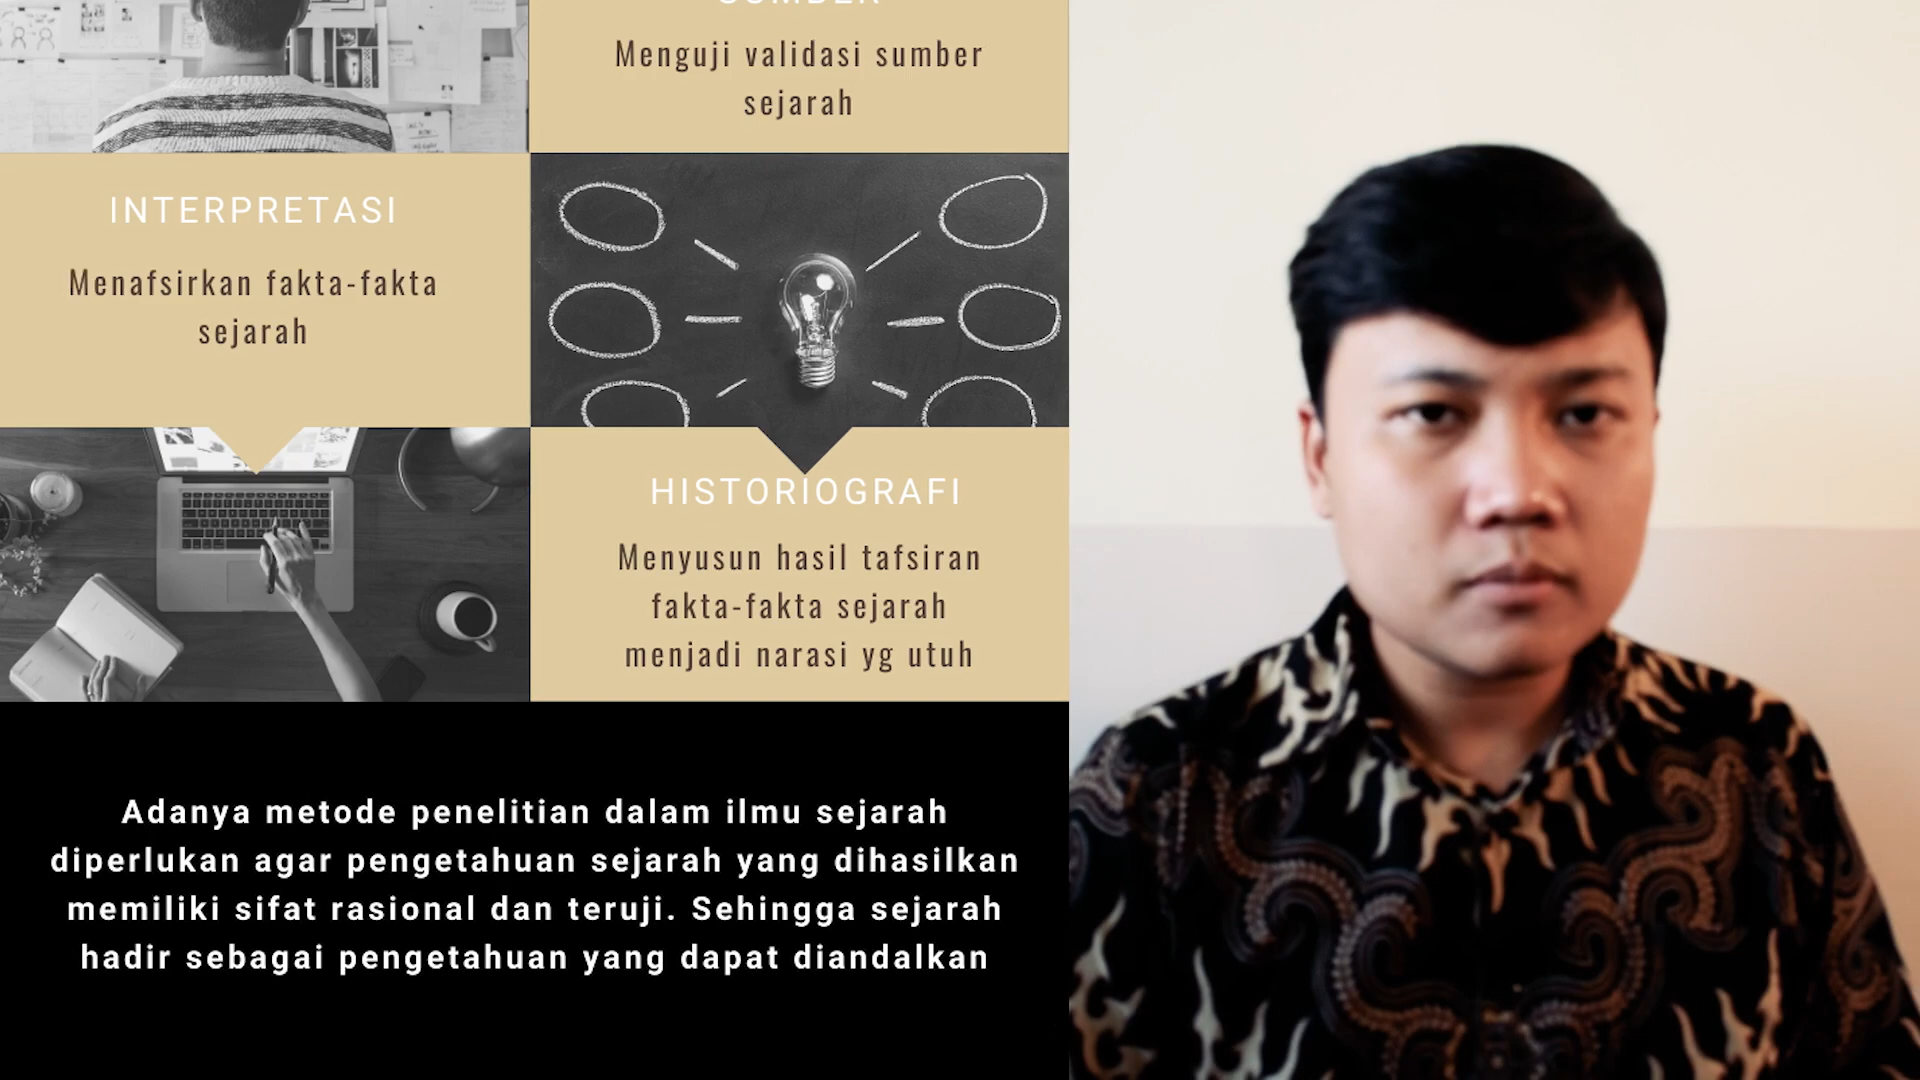 Menguji validasi sumber
sejarah
INTERPRETASI
Menafsirkan fakta-fakta
sejarah
HISTORIOGRAFI
Menyusun hasil tafsiran
fakta-fakta sejarah
menjadi narasi yg utuh
Adanya metode penelitian dalam ilmu sejarah
diperlukan agar pengetahuan sejarah yang dihasilkan
memiliki sifat rasional dan teruji. Sehingga sejarah
hadir sebagai pengetahuan yang dapat diandalkan